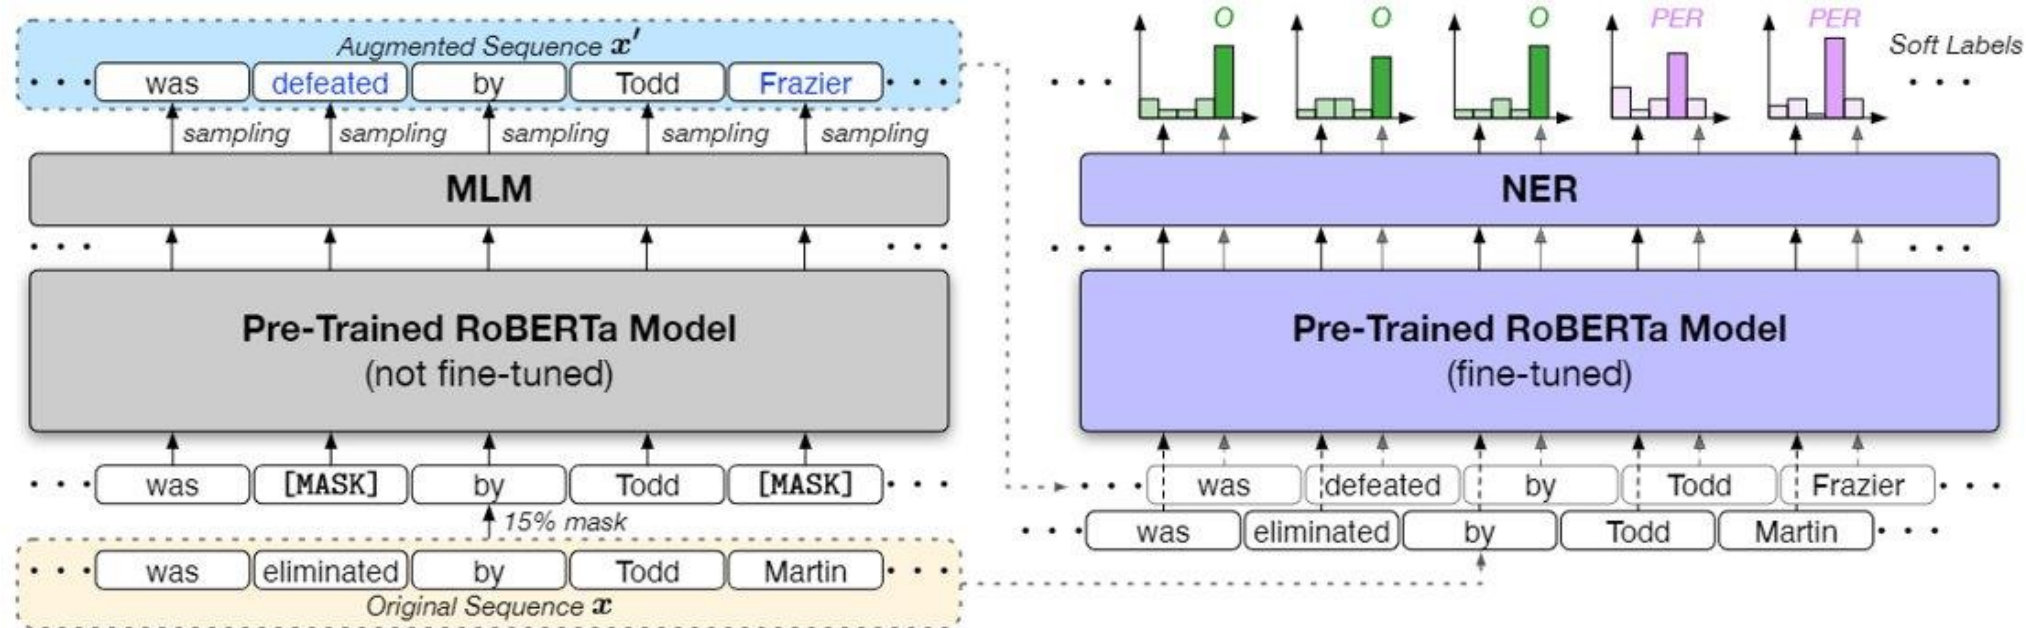 Augmented Sequence x′
· · · was defeated by Todd Frazier · · ·
sampling sampling sampling sampling sampling
MLM
· · · · · ·
Pre-Trained RoBERTa Model
(not fine-tuned)
· · · was [MASK] by Todd [MASK] · · ·
15% mask
· · · was eliminated by Todd Martin · · ·
Original Sequence x
O O O PER PER
Soft Labels
· · · · · ·
NER
· · · · · ·
Pre-Trained RoBERTa Model
(fine-tuned)
· · · was defeated by Todd Frazier · · ·
· · · was eliminated by Todd Martin · · ·